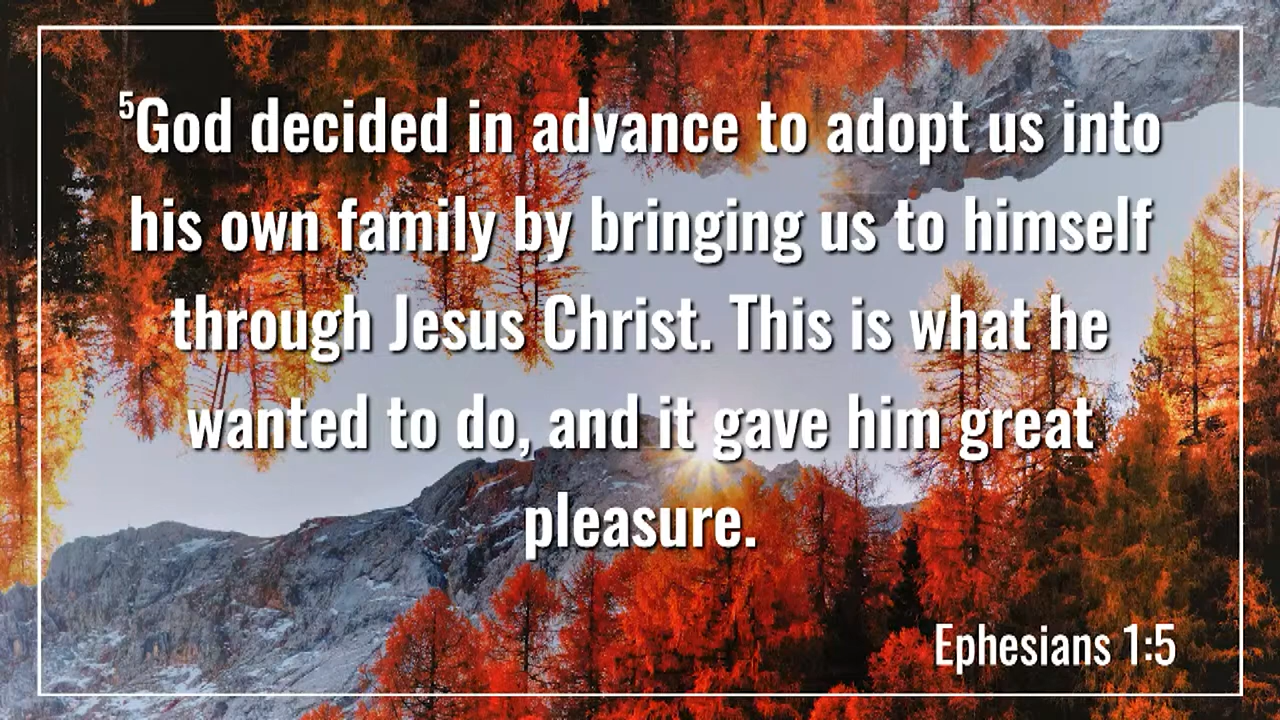 ⁵God decided in advance to adopt us into
his own family by bringing us to himself
through Jesus Christ. This is what he
wanted to do, and it gave him great
pleasure.
Ephesians 1:5